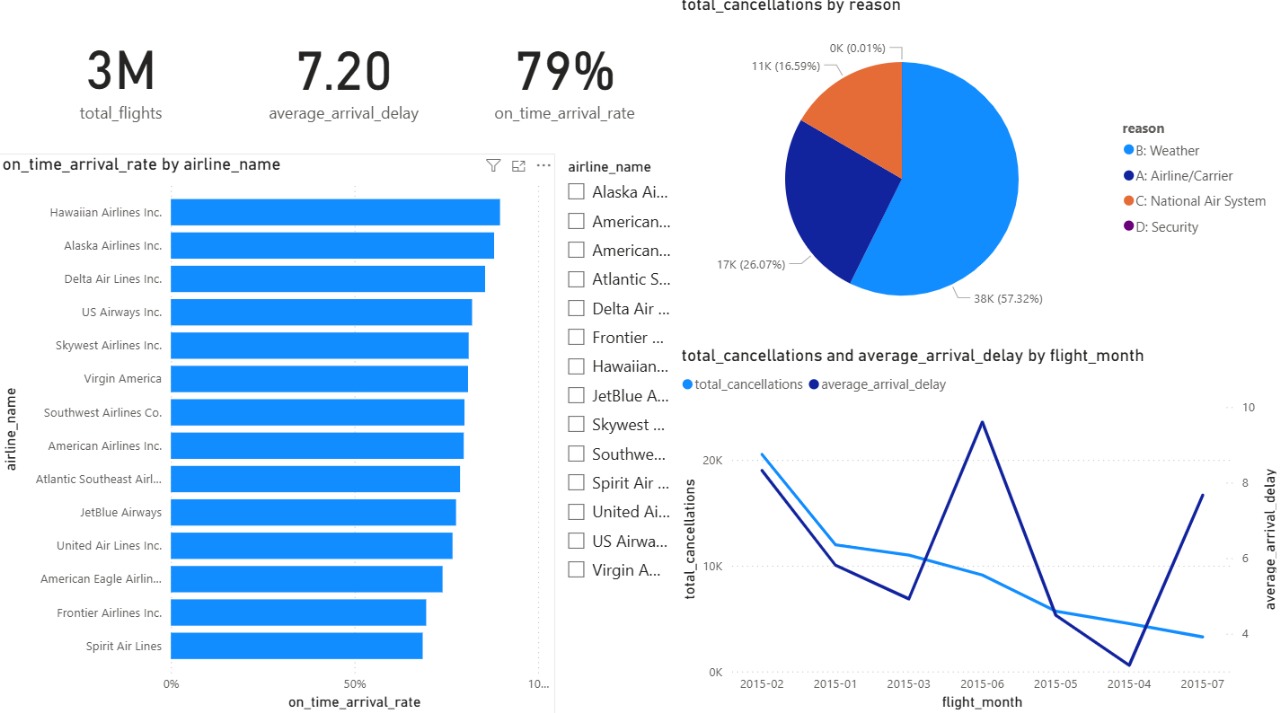 total_cancellations by reason
3M
total_flights
7.20
average_arrival_delay
79%
on_time_arrival_rate
on_time_arrival_rate by airline_name
airline_name
Hawaiian Airlines Inc.
Alaska Airlines Inc.
Delta Air Lines Inc.
US Airways Inc.
Skywest Airlines Inc.
Virgin America
Southwest Airlines Co.
American Airlines Inc.
Atlantic Southeast Airl...
JetBlue Airways
United Air Lines Inc.
American Eagle Airlin...
Frontier Airlines Inc.
Spirit Air Lines
0%
50%
10...
on_time_arrival_rate
airline_name
Alaska Ai...
American...
American...
Atlantic S...
Delta Air ...
Frontier ...
Hawaiian...
JetBlue A...
Skywest ...
Southwe...
Spirit Air ...
United Ai...
US Airwa...
Virgin A...
0K (0.01%)
11K (16.59%)
17K (26.07%)
38K (57.32%)
reason
B: Weather
A: Airline/Carrier
C: National Air System
D: Security
total_cancellations and average_arrival_delay by flight_month
total_cancellations
average_arrival_delay
total_cancellations
20K
10K
0K
10
8
6
4
average_arrival_delay
2015-02
2015-01
2015-03
2015-06
2015-05
2015-04
2015-07
flight_month